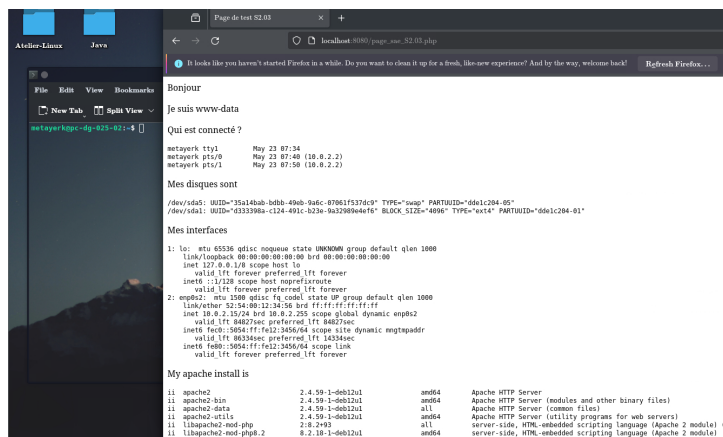 Atelier-Linux
Java
File Edit View Bookmarks
New Tab Split View
metayerk@pc-dg-025-02:~$
Page de test S2.03
localhost:8080/page_sae_S2.03.php
It looks like you haven't started Firefox in a while. Do you want to clean it up for a fresh, like-new experience? And by the way, welcome back!
Refresh Firefox...
Bonjour
Je suis www-data
Qui est connecté ?
metayerk tty1 May 23 07:34
metayerk pts/0 May 23 07:40 (10.0.2.2)
metayerk pts/1 May 23 07:50 (10.0.2.2)
Mes disques sont
/dev/sda5: UUID="35a14bab-bdbb-49eb-9a6c-07061f537dc9" TYPE="swap" PARTUUID="dde1c204-05"
/dev/sda1: UUID="d333398a-c124-491c-b23e-9a32989e4ef6" BLOCK_SIZE="4096" TYPE="ext4" PARTUUID="dde1c204-01"
Mes interfaces
1: lo: mtu 65536 qdisc noqueue state UNKNOWN group default qlen 1000
link/loopback 00:00:00:00:00:00 brd 00:00:00:00:00:00
inet 127.0.0.1/8 scope host lo
valid_lft forever preferred_lft forever
inet6 ::1/128 scope host noprefixroute
valid_lft forever preferred_lft forever
2: enp0s2: mtu 1500 qdisc fq_codel state UP group default qlen 1000
link/ether 52:54:00:12:34:56 brd ff:ff:ff:ff:ff:ff
inet 10.0.2.15/24 brd 10.0.2.255 scope global dynamic enp0s2
valid_lft 84827sec preferred_lft 84827sec
inet6 fec0::5054:ff:fe12:3456/64 scope site dynamic mngtmpaddr
valid_lft 86334sec preferred_lft 14334sec
inet6 fe80::5054:ff:fe12:3456/64 scope link
valid_lft forever preferred_lft forever
My apache install is
ii apache2 2.4.59-1~deb12u1 amd64 Apache HTTP Server
ii apache2-bin 2.4.59-1~deb12u1 amd64 Apache HTTP Server (modules and other binary files)
ii apache2-data 2.4.59-1~deb12u1 all Apache HTTP Server (common files)
ii apache2-utils 2.4.59-1~deb12u1 amd64 Apache HTTP Server (utility programs for web servers)
ii libapache2-mod-php 2:8.2+93 all server-side, HTML-embedded scripting language (Apache 2 module) (
ii libapache2-mod-php8.2 8.2.18-1~deb12u1 amd64 server-side, HTML-embedded scripting language (Apache 2 module)